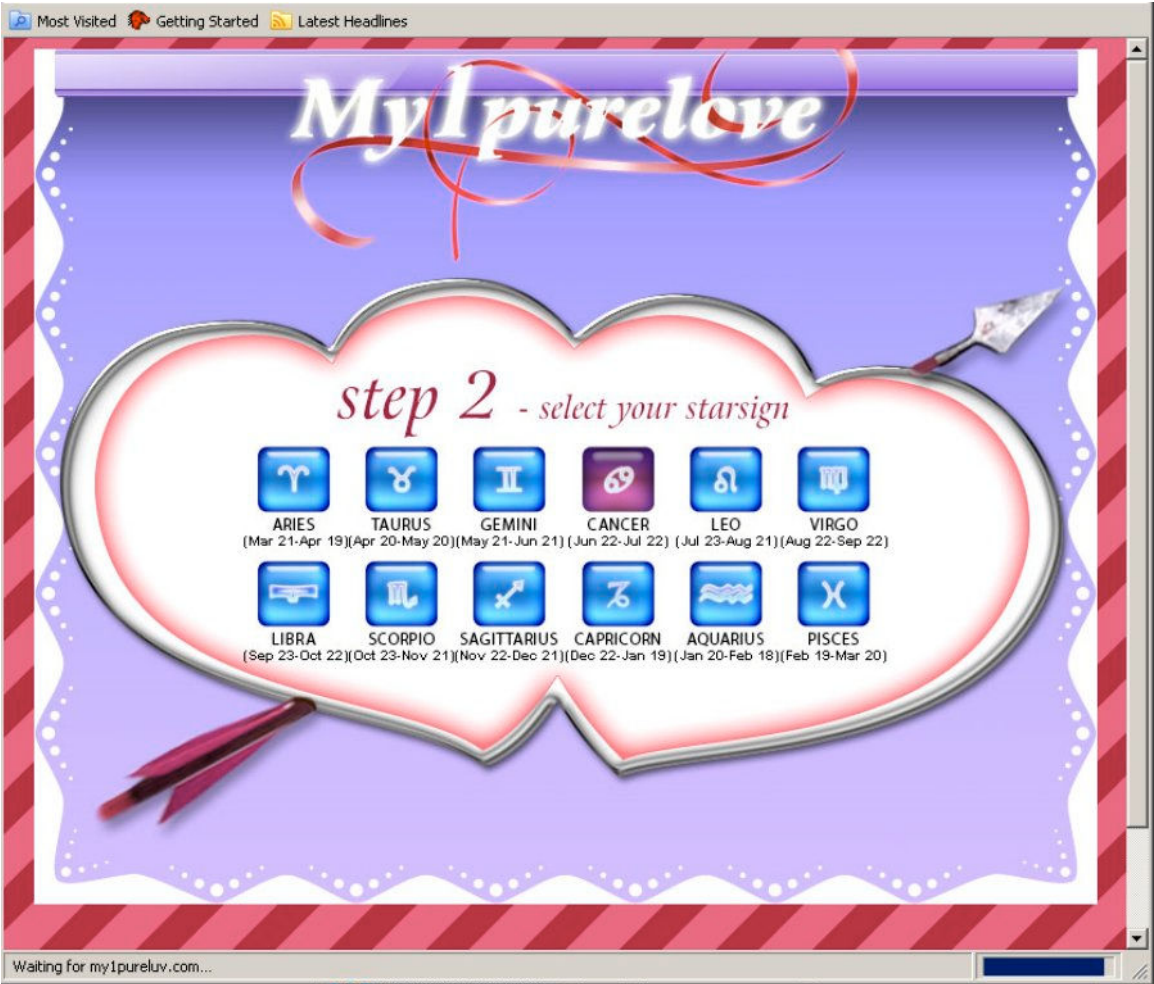 Most Visited Getting Started Latest Headlines
My1purelove
step 2 - select your starsign
ARIES TAURUS GEMINI CANCER LEO VIRGO
(Mar 21-Apr 19)(Apr 20-May 20)(May 21-Jun 21) (Jun 22-Jul 22) (Jul 23-Aug 21)(Aug 22-Sep 22)
LIBRA SCORPIO SAGITTARIUS CAPRICORN AQUARIUS PISCES
(Sep 23-Oct 22)(Oct 23-Nov 21)(Nov 22-Dec 21)(Dec 22-Jan 19)(Jan 20-Feb 18)(Feb 19-Mar 20)
Waiting for my1pureluv.com...